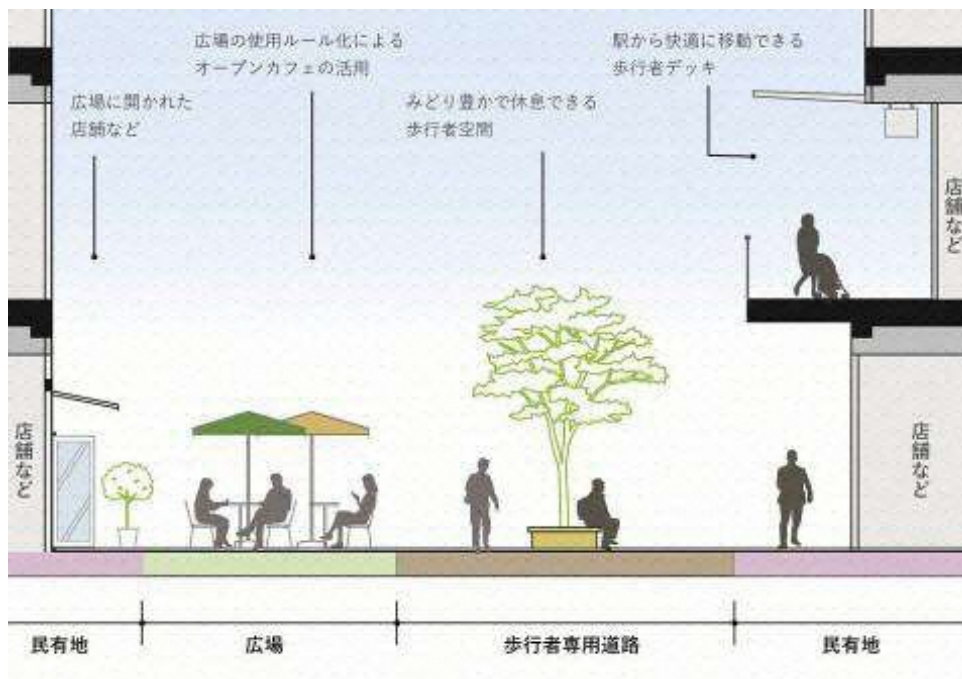 広場の使用ルール化による
オープンカフェの活用
駅から快適に移動できる
歩行者デッキ
広場に開かれた
店舗など
みどり豊かで休息できる
歩行者空間
店舗など
店舗など
店舗など
民有地
広場
歩行者専用道路
民有地